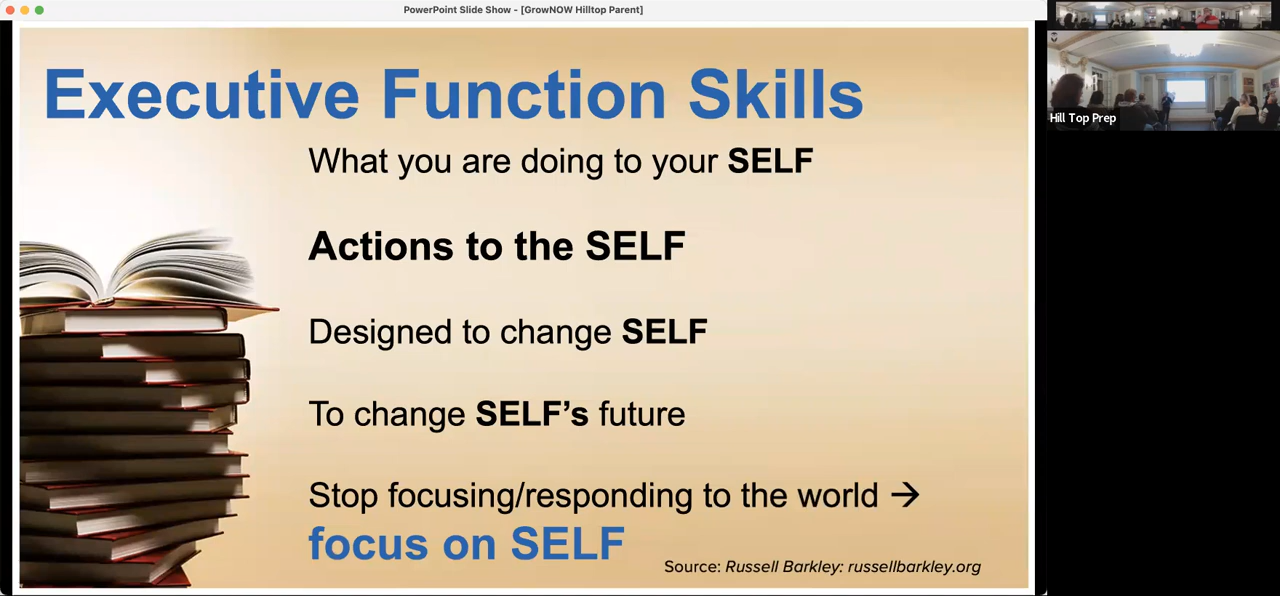 PowerPoint Slide Show - [GrowNOW Hilltop Parent]
Executive Function Skills
What you are doing to your SELF
Actions to the SELF
Designed to change SELF
To change SELF’s future
Stop focusing/responding to the world →
focus on SELF
Source: Russell Barkley: russellbarkley.org
Hill Top Prep